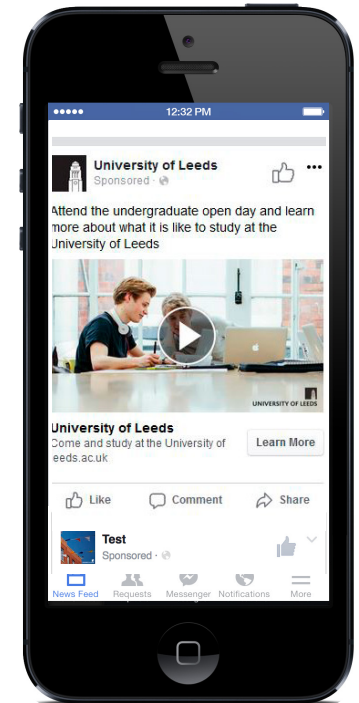 12:32 PM
University of Leeds
Sponsored ·
Attend the undergraduate open day and learn
more about what it is like to study at the
University of Leeds
UNIVERSITY OF LEEDS
University of Leeds
Come and study at the University of
eeds.ac.uk
Learn More
Like Comment Share
Test
Sponsored ·
News Feed Requests Messenger Notifications More